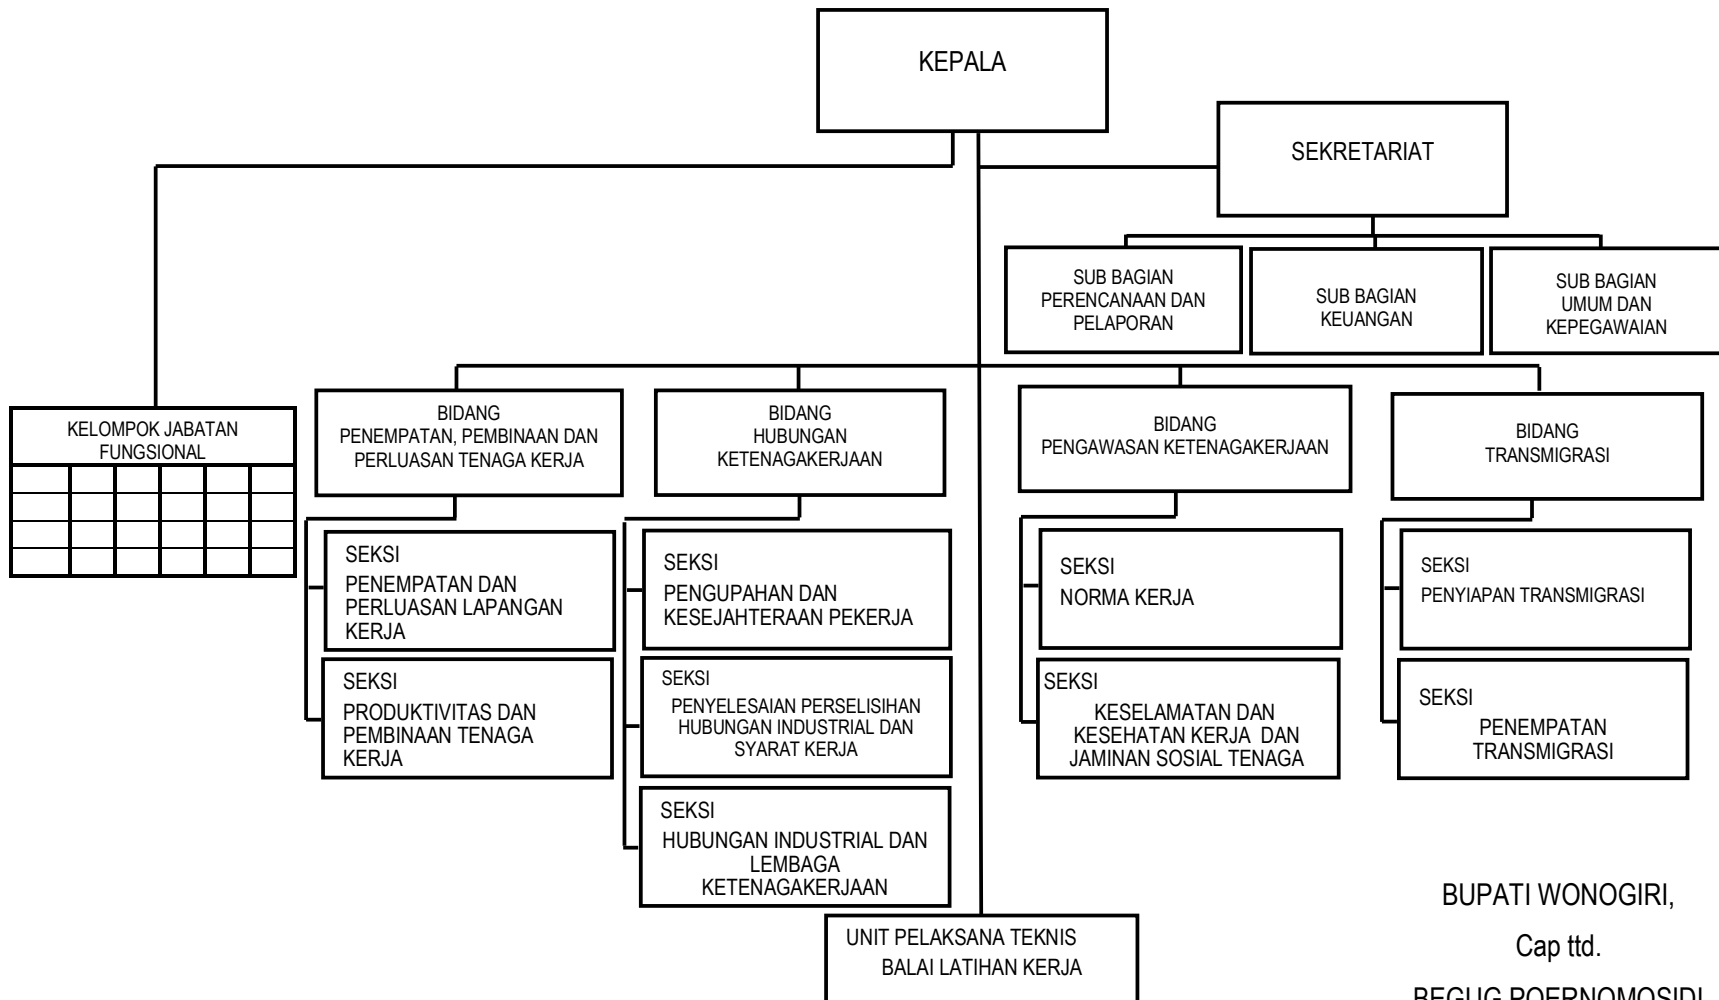 KEPALA
SEKRETARIAT
SUB BAGIAN
PERENCANAAN DAN
PELAPORAN
SUB BAGIAN
KEUANGAN
SUB BAGIAN
UMUM DAN
KEPEGAWAIAN
KELOMPOK JABATAN
FUNGSIONAL
BIDANG
PENEMPATAN, PEMBINAAN DAN
PERLUASAN TENAGA KERJA
BIDANG
HUBUNGAN
KETENAGAKERJAAN
BIDANG
PENGAWASAN KETENAGAKERJAAN
BIDANG
TRANSMIGRASI
SEKSI
PENEMPATAN DAN
PERLUASAN LAPANGAN
KERJA
SEKSI
PENGUPAHAN DAN
KESEJAHTERAAN PEKERJA
SEKSI
NORMA KERJA
SEKSI
PENYIAPAN TRANSMIGRASI
SEKSI
PRODUKTIVITAS DAN
PEMBINAAN TENAGA
KERJA
SEKSI
PENYELESAIAN PERSELISIHAN
HUBUNGAN INDUSTRIAL DAN
SYARAT KERJA
SEKSI
KESELAMATAN DAN
KESEHATAN KERJA DAN
JAMINAN SOSIAL TENAGA
SEKSI
PENEMPATAN
TRANSMIGRASI
SEKSI
HUBUNGAN INDUSTRIAL DAN
LEMBAGA
KETENAGAKERJAAN
UNIT PELAKSANA TEKNIS
BALAI LATIHAN KERJA
BUPATI WONOGIRI,
Cap ttd.
BEGUG POERNOMOSIDI